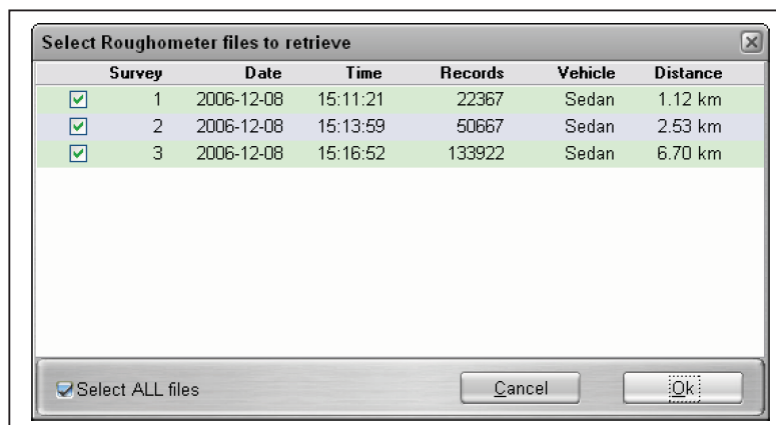 Select Roughometer files to retrieve
Survey Date Time Records Vehicle Distance
1 2006-12-08 15:11:21 22367 Sedan 1.12 km
2 2006-12-08 15:13:59 50667 Sedan 2.53 km
3 2006-12-08 15:16:52 133922 Sedan 6.70 km
Select ALL files Cancel Ok